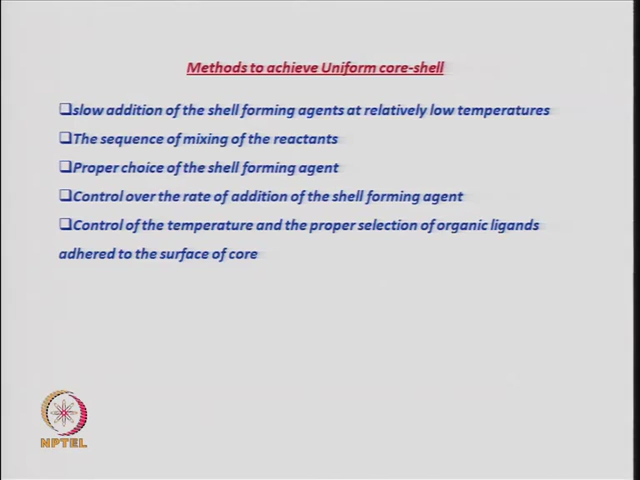 Methods to achieve Uniform core-shell
❑slow addition of the shell forming agents at relatively low temperatures
❑The sequence of mixing of the reactants
❑Proper choice of the shell forming agent
❑Control over the rate of addition of the shell forming agent
❑Control of the temperature and the proper selection of organic ligands
adhered to the surface of core
NPTEL